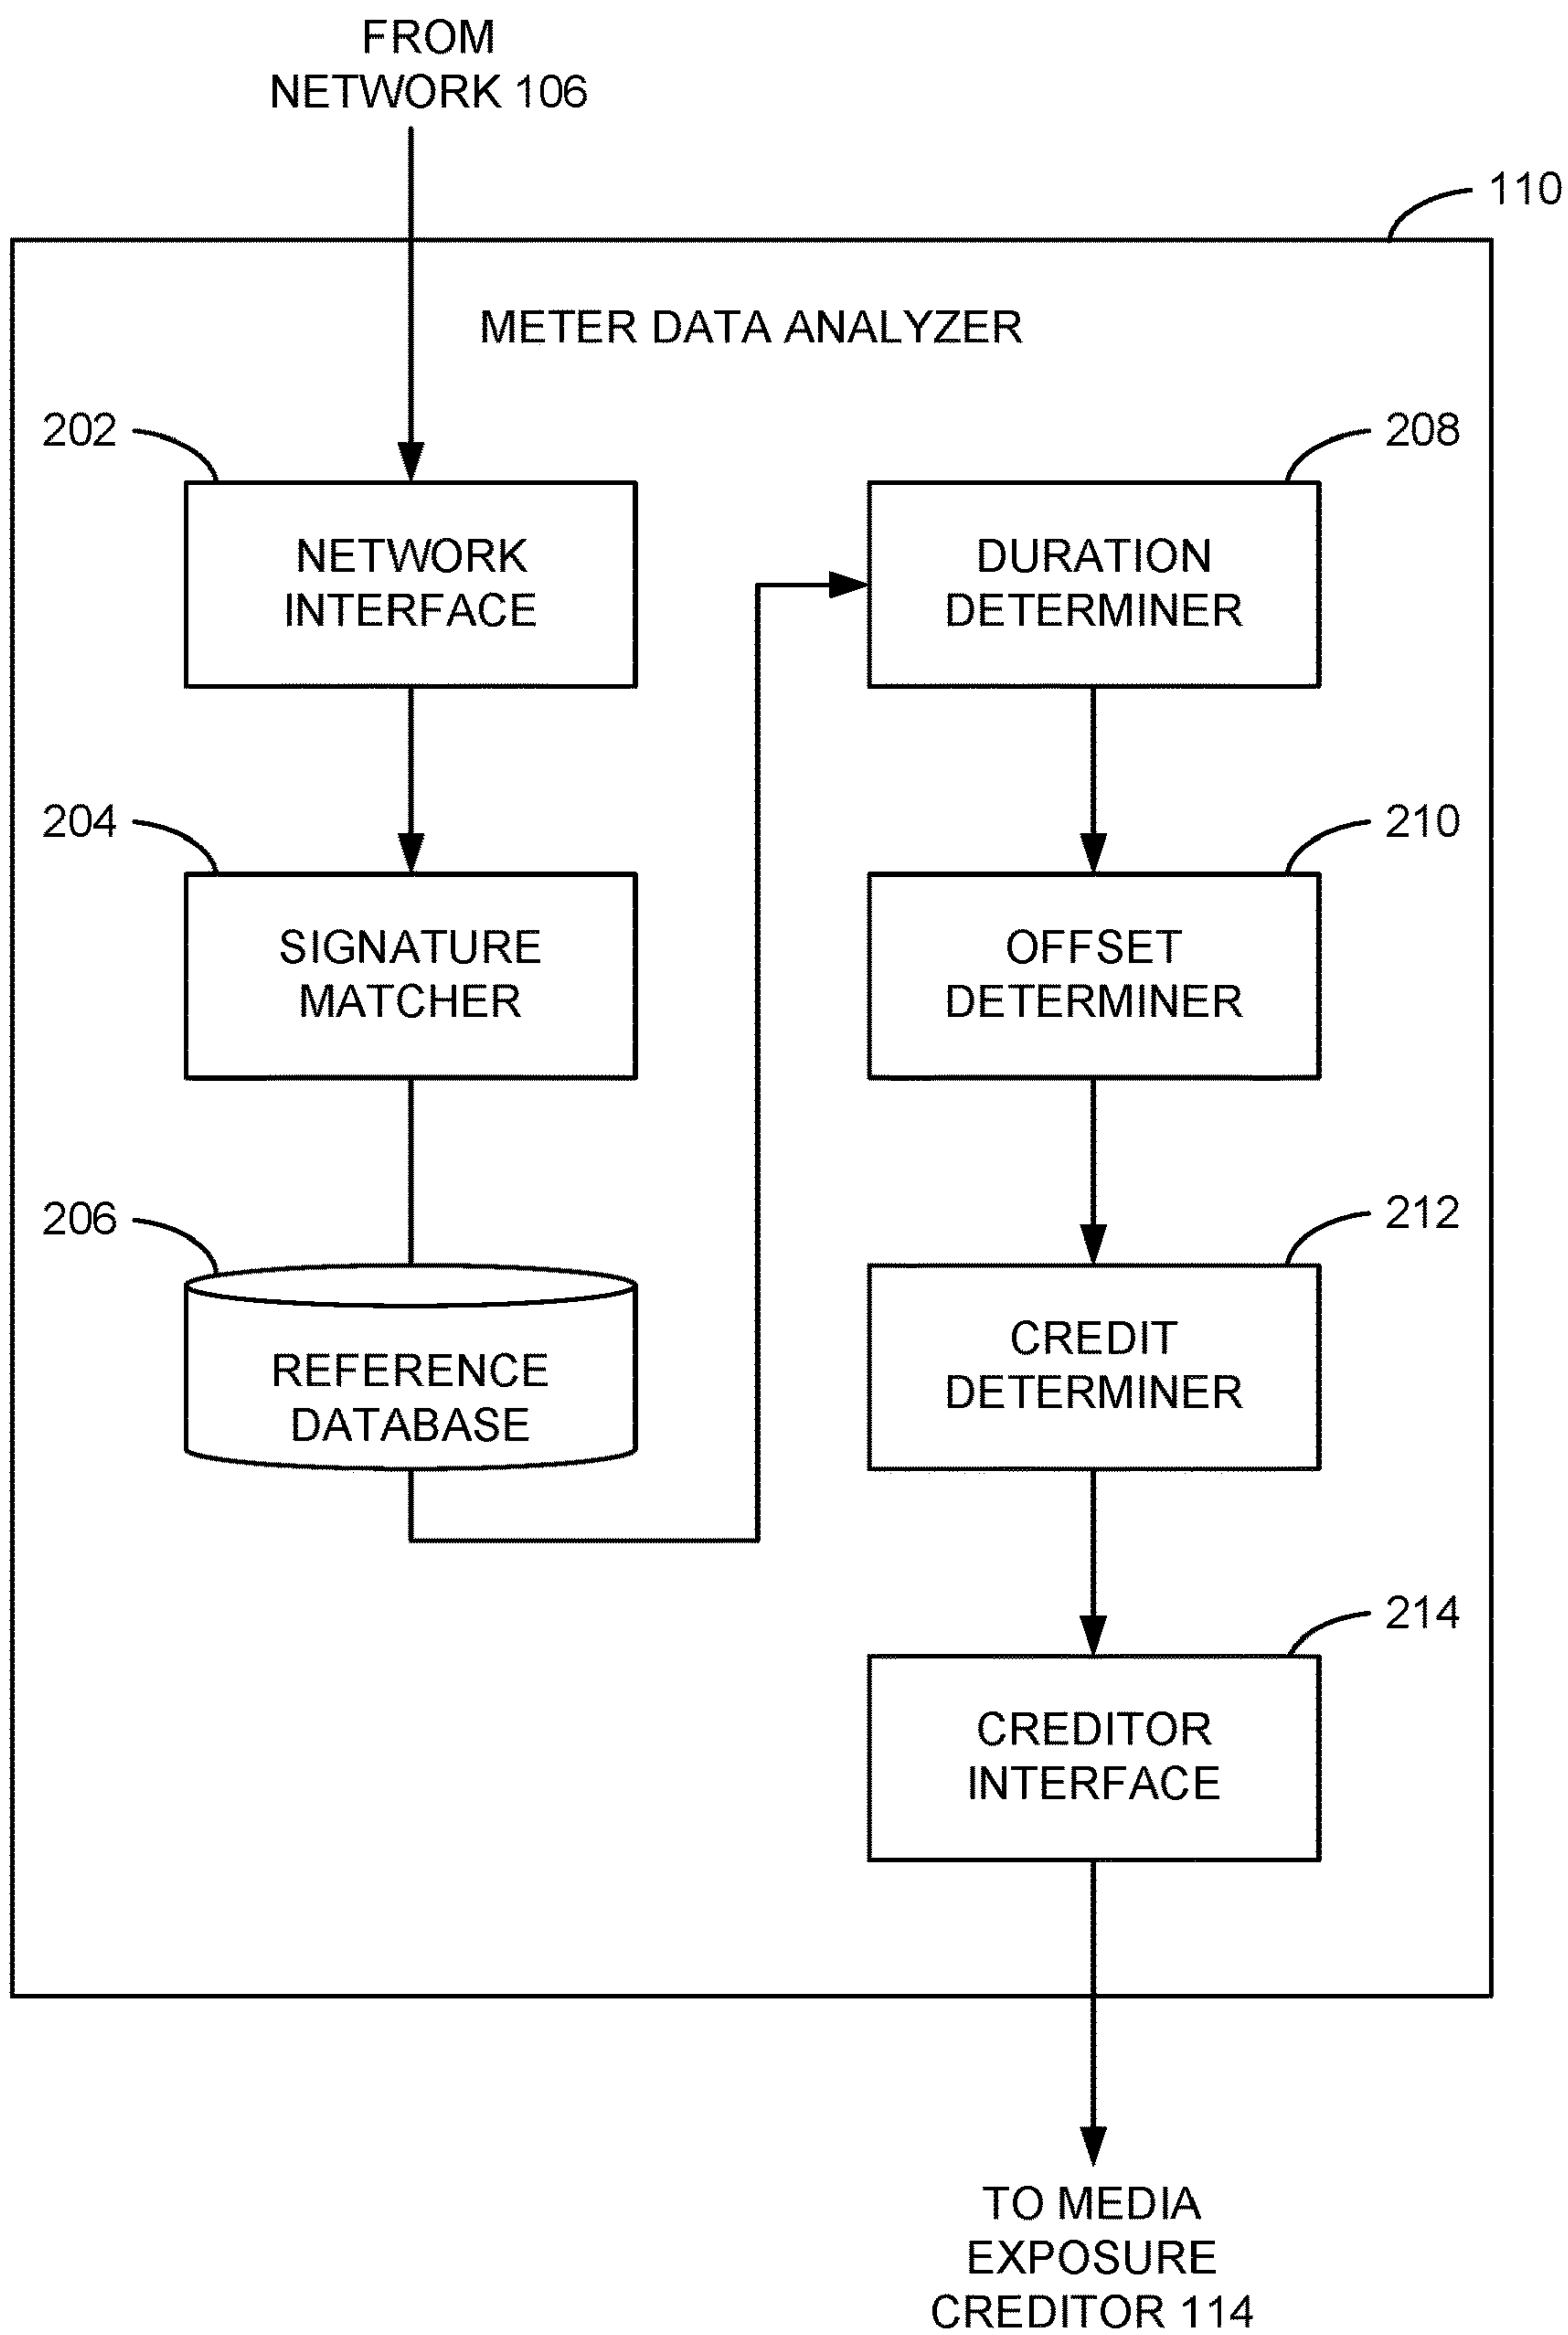 FROM
NETWORK 106
110
METER DATA ANALYZER
202
NETWORK
INTERFACE
204
SIGNATURE
MATCHER
206
REFERENCE
DATABASE
208
DURATION
DETERMINER
210
OFFSET
DETERMINER
212
CREDIT
DETERMINER
214
CREDITOR
INTERFACE
TO MEDIA
EXPOSURE
CREDITOR 114